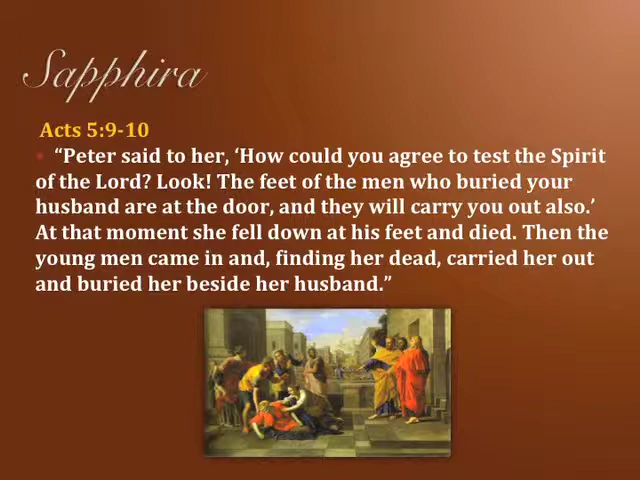 Sapphira
Acts 5:9-10
“Peter said to her, ‘How could you agree to test the Spirit
of the Lord? Look! The feet of the men who buried your
husband are at the door, and they will carry you out also.’
At that moment she fell down at his feet and died. Then the
young men came in and, finding her dead, carried her out
and buried her beside her husband.”